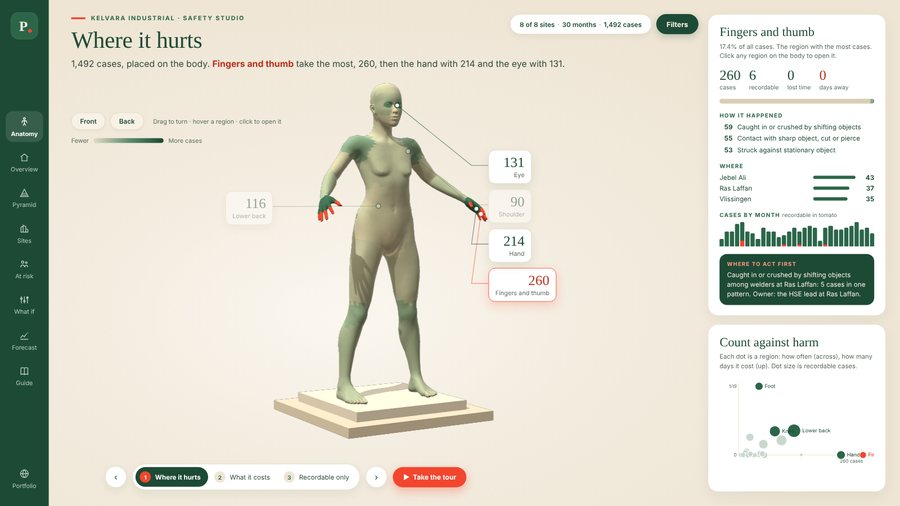 P.
KELVARA INDUSTRIAL · SAFETY STUDIO
Where it hurts
1,492 cases, placed on the body. Fingers and thumb take the most, 260, then the hand with 214 and the eye with 131.
8 of 8 sites · 30 months · 1,492 cases
Filters
Front
Back
Drag to turn · hover a region · click to open it
Fewer
More cases
Anatomy
Overview
Pyramid
Sites
At risk
What if
Forecast
Guide
Portfolio
131
Eye
116
Lower back
90
Shoulder
214
Hand
260
Fingers and thumb
‹
1 Where it hurts
2 What it costs
3 Recordable only
›
Take the tour
Fingers and thumb
17.4% of all cases. The region with the most cases.
Click any region on the body to open it.
260 6 0 0
cases recordable lost time days away
HOW IT HAPPENED
59 Caught in or crushed by shifting objects
55 Contact with sharp object, cut or pierce
53 Struck against stationary object
WHERE
Jebel Ali 43
Ras Laffan 37
Vlissingen 35
CASES BY MONTH recordable in tomato
WHERE TO ACT FIRST
Caught in or crushed by shifting objects
among welders at Ras Laffan: 5 cases in one
pattern. Owner: the HSE lead at Ras Laffan.
Count against harm
Each dot is a region: how often (across), how many
days it cost (up). Dot size is recordable cases.
Foot
Lower back
0
Hand
260 cases